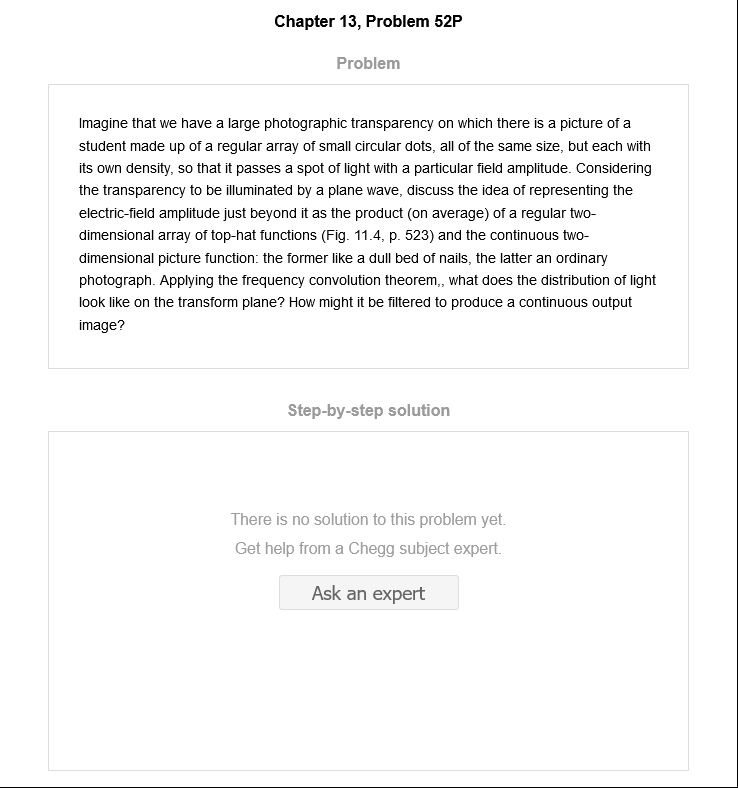 Chapter 13, Problem 52P
Problem
Imagine that we have a large photographic transparency on which there is a picture of a
student made up of a regular array of small circular dots, all of the same size, but each with
its own density, so that it passes a spot of light with a particular field amplitude. Considering
the transparency to be illuminated by a plane wave, discuss the idea of representing the
electric-field amplitude just beyond it as the product (on average) of a regular two-
dimensional array of top-hat functions (Fig. 11.4, p. 523) and the continuous two-
dimensional picture function: the former like a dull bed of nails, the latter an ordinary
photograph. Applying the frequency convolution theorem,, what does the distribution of light
look like on the transform plane? How might it be filtered to produce a continuous output
image?
Step-by-step solution
There is no solution to this problem yet.
Get help from a Chegg subject expert.
Ask an expert